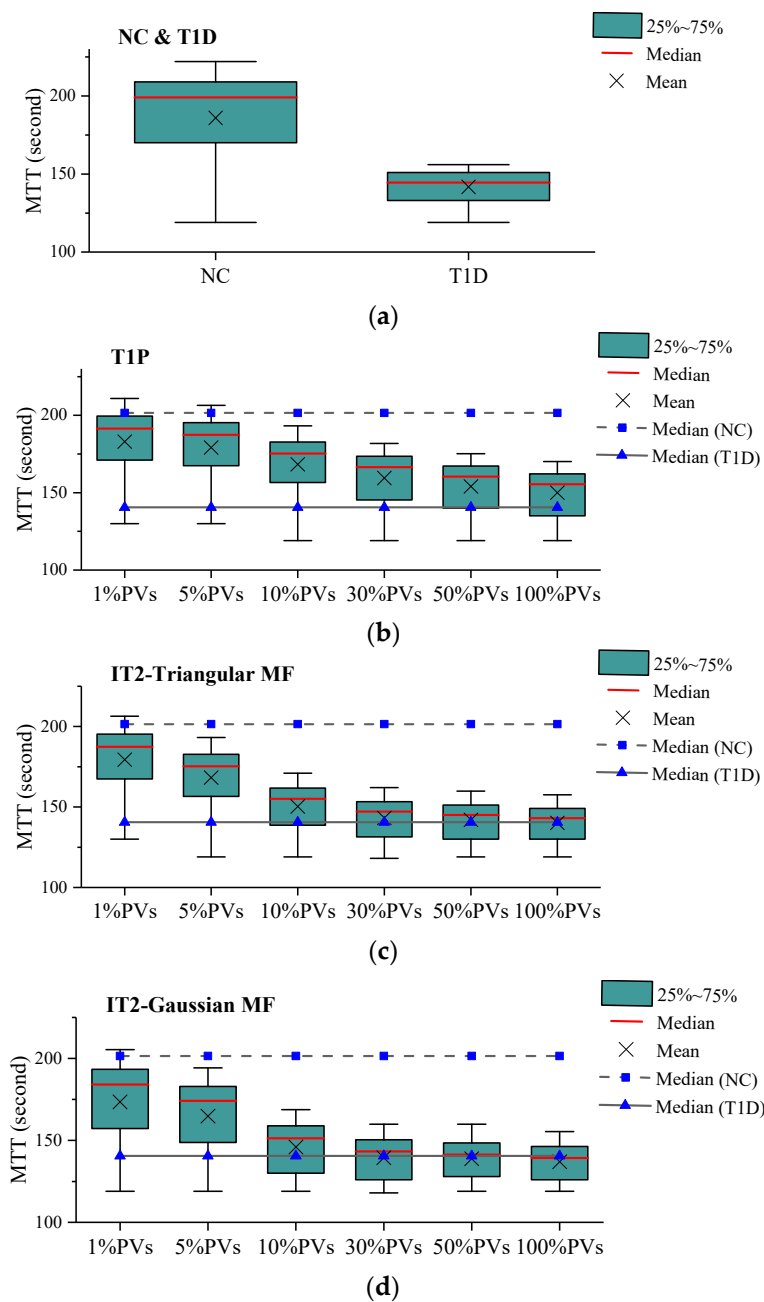 NC & T1D
25%~75%
Median
Mean
MTT (second)
200
150
100
NC
T1D
(a)
T1P
25%~75%
Median
Mean
Median (NC)
Median (T1D)
MTT (second)
200
150
100
1%PVs 5%PVs 10%PVs 30%PVs 50%PVs 100%PVs
(b)
IT2-Triangular MF
25%~75%
Median
Mean
Median (NC)
Median (T1D)
MTT (second)
200
150
100
1%PVs 5%PVs 10%PVs 30%PVs 50%PVs 100%PVs
(c)
IT2-Gaussian MF
25%~75%
Median
Mean
Median (NC)
Median (T1D)
MTT (second)
200
150
100
1%PVs 5%PVs 10%PVs 30%PVs 50%PVs 100%PVs
(d)